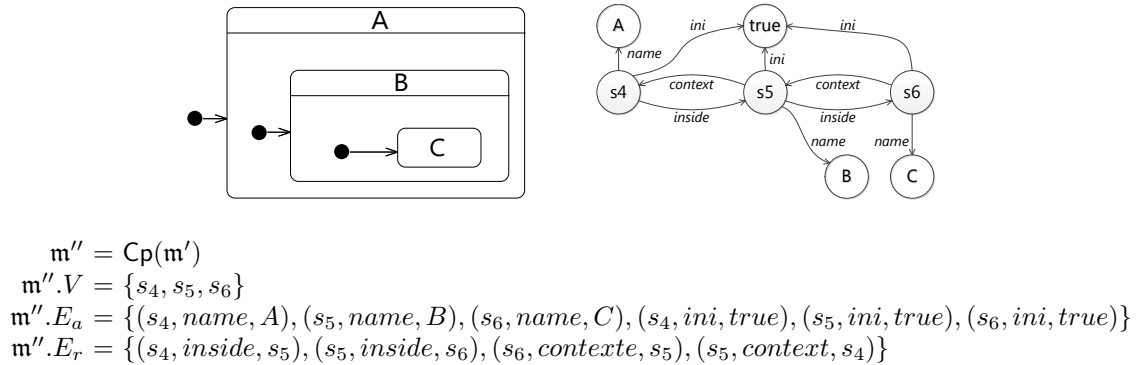 A
B
C
A
true
ini
ini
name
ini
s4
context
s5
context
s6
inside
inside
name
name
B
C
𝔪″ = Cp(𝔪′)
𝔪″.V = {s₄, s₅, s₆}
𝔪″.Eₐ = {(s₄, name, A), (s₅, name, B), (s₆, name, C), (s₄, ini, true), (s₅, ini, true), (s₆, ini, true)}
𝔪″.Eᵣ = {(s₄, inside, s₅), (s₅, inside, s₆), (s₆, contexte, s₅), (s₅, context, s₄)}